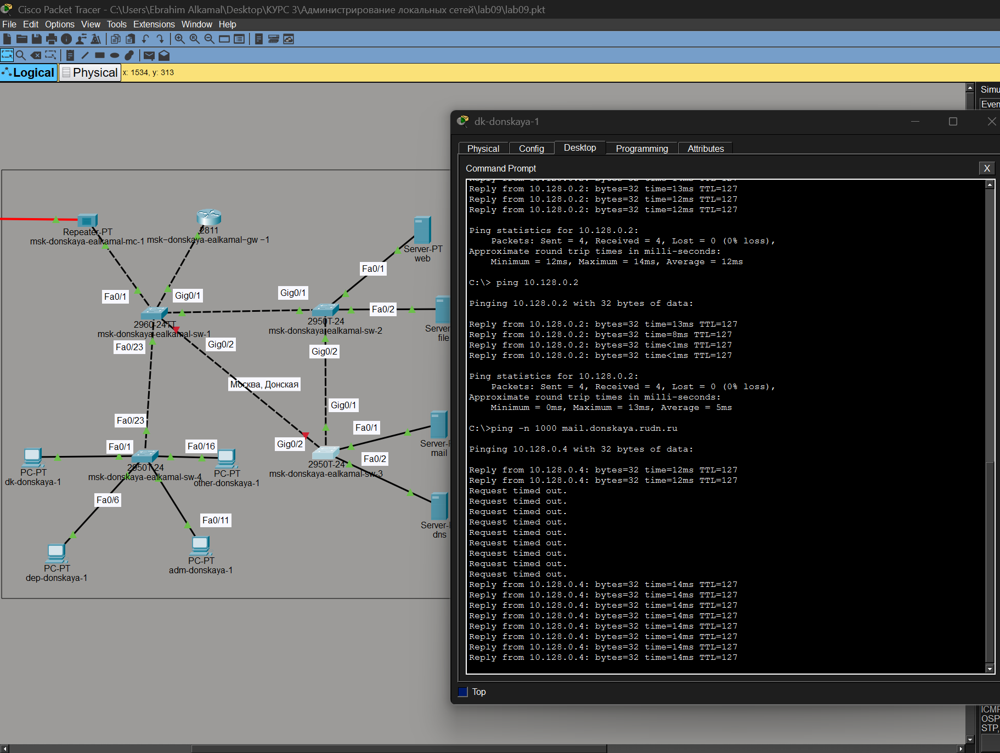 Cisco Packet Tracer - C:\Users\Ebrahim Alkamal\Desktop\КУРС 3\Администрирование локальных сетей\lab09\lab09.pkt
File Edit Options View Tools Extensions Window Help
Logical Physical x: 1534, y: 313
Simu
Even
dk-donskaya-1
Physical Config Desktop Programming Attributes
Command Prompt
X
Reply from 10.128.0.2: bytes=32 time=14ms TTL=127
Reply from 10.128.0.2: bytes=32 time=13ms TTL=127
Reply from 10.128.0.2: bytes=32 time=12ms TTL=127
Reply from 10.128.0.2: bytes=32 time=12ms TTL=127
Ping statistics for 10.128.0.2:
Packets: Sent = 4, Received = 4, Lost = 0 (0% loss),
Approximate round trip times in milli-seconds:
Minimum = 12ms, Maximum = 14ms, Average = 12ms
C:\> ping 10.128.0.2
Pinging 10.128.0.2 with 32 bytes of data:
Reply from 10.128.0.2: bytes=32 time=13ms TTL=127
Reply from 10.128.0.2: bytes=32 time=8ms TTL=127
Reply from 10.128.0.2: bytes=32 time<1ms TTL=127
Reply from 10.128.0.2: bytes=32 time<1ms TTL=127
Ping statistics for 10.128.0.2:
Packets: Sent = 4, Received = 4, Lost = 0 (0% loss),
Approximate round trip times in milli-seconds:
Minimum = 0ms, Maximum = 13ms, Average = 5ms
C:\>ping -n 1000 mail.donskaya.rudn.ru
Pinging 10.128.0.4 with 32 bytes of data:
Reply from 10.128.0.4: bytes=32 time=12ms TTL=127
Reply from 10.128.0.4: bytes=32 time=12ms TTL=127
Request timed out.
Request timed out.
Request timed out.
Request timed out.
Request timed out.
Request timed out.
Request timed out.
Request timed out.
Request timed out.
Reply from 10.128.0.4: bytes=32 time=14ms TTL=127
Reply from 10.128.0.4: bytes=32 time=14ms TTL=127
Reply from 10.128.0.4: bytes=32 time=14ms TTL=127
Reply from 10.128.0.4: bytes=32 time=14ms TTL=127
Reply from 10.128.0.4: bytes=32 time=14ms TTL=127
Reply from 10.128.0.4: bytes=32 time=14ms TTL=127
Reply from 10.128.0.4: bytes=32 time=14ms TTL=127
Reply from 10.128.0.4: bytes=32 time=14ms TTL=127
Top
Repeater-PT
msk-donskaya-ealkamal-mc-1
2811
msk-donskaya-ealkamal-gw -1
Server-PT
web
Fa0/1
Fa0/1
Gig0/1
Gig0/1
Fa0/2
2960-24TT
msk-donskaya-ealkamal-sw-1
2950T-24
msk-donskaya-ealkamal-sw-2
Server
file
Fa0/23
Gig0/2
Gig0/2
Москва, Донская
Gig0/1
Fa0/23
Fa0/1
Fa0/1
Fa0/16
Gig0/2
Server-P
mail
Fa0/2
PC-PT
dk-donskaya-1
2950T-24
msk-donskaya-ealkamal-sw-4
PC-PT
other-donskaya-1
2950T-24
msk-donskaya-ealkamal-sw-3
Fa0/6
Fa0/11
Server-
dns
PC-PT
dep-donskaya-1
PC-PT
adm-donskaya-1
ICMP
OSP
STP,